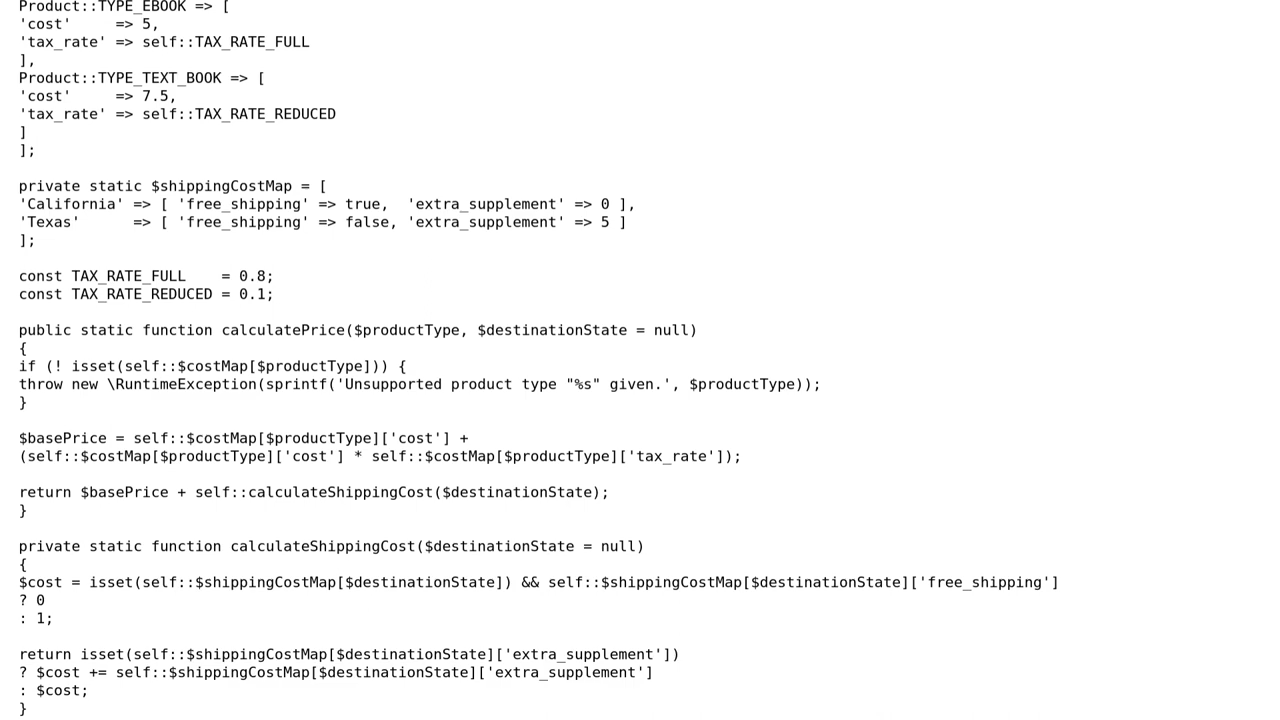 Product::TYPE_EBOOK => [
'cost'     => 5,
'tax_rate' => self::TAX_RATE_FULL
],
Product::TYPE_TEXT_BOOK => [
'cost'     => 7.5,
'tax_rate' => self::TAX_RATE_REDUCED
]
];

private static $shippingCostMap = [
'California' => [ 'free_shipping' => true,  'extra_supplement' => 0 ],
'Texas'      => [ 'free_shipping' => false, 'extra_supplement' => 5 ]
];

const TAX_RATE_FULL    = 0.8;
const TAX_RATE_REDUCED = 0.1;

public static function calculatePrice($productType, $destinationState = null)
{
if (! isset(self::$costMap[$productType])) {
throw new \RuntimeException(sprintf('Unsupported product type "%s" given.', $productType));
}

$basePrice = self::$costMap[$productType]['cost'] +
(self::$costMap[$productType]['cost'] * self::$costMap[$productType]['tax_rate']);

return $basePrice + self::calculateShippingCost($destinationState);
}

private static function calculateShippingCost($destinationState = null)
{
$cost = isset(self::$shippingCostMap[$destinationState]) && self::$shippingCostMap[$destinationState]['free_shipping']
? 0
: 1;

return isset(self::$shippingCostMap[$destinationState]['extra_supplement'])
? $cost += self::$shippingCostMap[$destinationState]['extra_supplement']
: $cost;
}